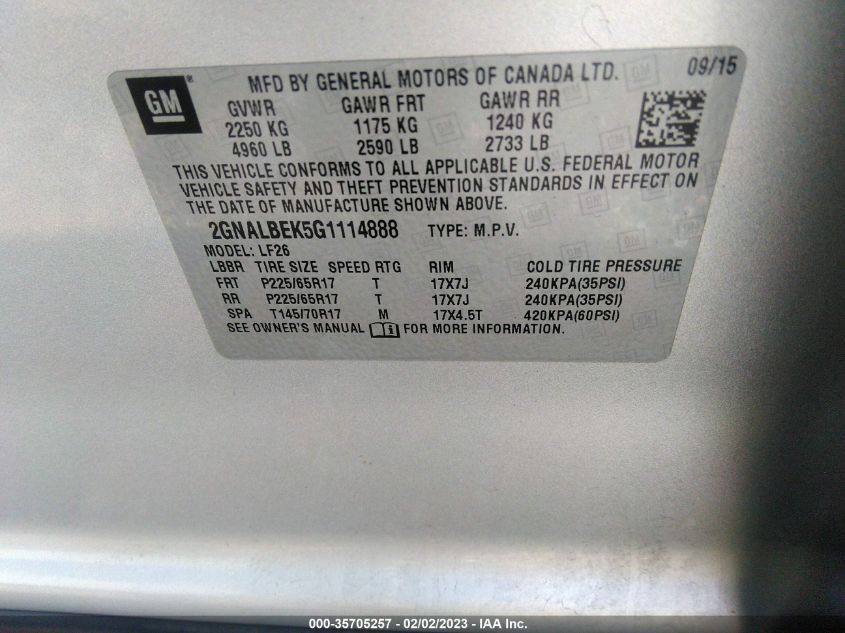 GM ®
MFD BY GENERAL MOTORS OF CANADA LTD. 09/15
GVWR GAWR FRT GAWR RR
2250 KG 1175 KG 1240 KG
4960 LB 2590 LB 2733 LB
THIS VEHICLE CONFORMS TO ALL APPLICABLE U.S. FEDERAL MOTOR
VEHICLE SAFETY AND THEFT PREVENTION STANDARDS IN EFFECT ON
THE DATE OF MANUFACTURE SHOWN ABOVE.
2GNALBEK5G1114888 TYPE: M.P.V.
MODEL: LF26
LBBR TIRE SIZE SPEED RTG RIM COLD TIRE PRESSURE
FRT P225/65R17 T 17X7J 240KPA(35PSI)
RR P225/65R17 T 17X7J 240KPA(35PSI)
SPA T145/70R17 M 17X4.5T 420KPA(60PSI)
SEE OWNER'S MANUAL FOR MORE INFORMATION.
000-35705257 - 02/02/2023 - IAA Inc.